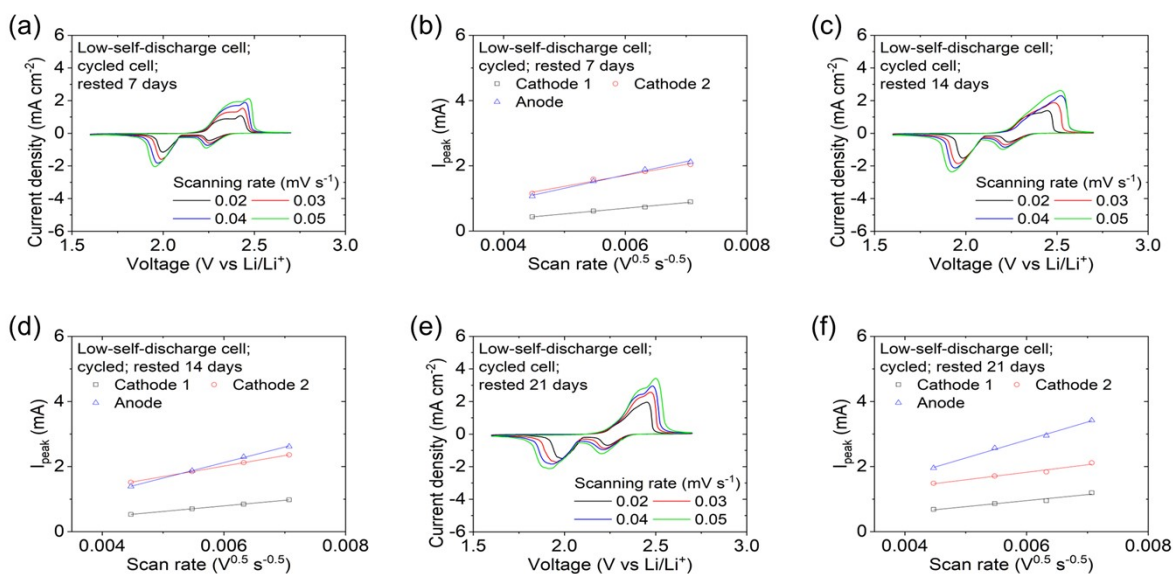 (a)
Low-self-discharge cell;
cycled cell;
rested 7 days
Scanning rate (mV s⁻¹)
0.02 0.03
0.04 0.05
Current density (mA cm⁻²)
6
4
2
0
-2
-4
-6
1.5 2.0 2.5 3.0
Voltage (V vs Li/Li⁺)
(b)
Low-self-discharge cell;
cycled; rested 7 days
Cathode 1 Cathode 2
Anode
I_peak (mA)
6
4
2
0
0.004 0.006 0.008
Scan rate (V^0.5 s^-0.5)
(c)
Low-self-discharge cell;
cycled cell;
rested 14 days
Scanning rate (mV s⁻¹)
0.02 0.03
0.04 0.05
Current density (mA cm⁻²)
6
4
2
0
-2
-4
-6
1.5 2.0 2.5 3.0
Voltage (V vs Li/Li⁺)
(d)
Low-self-discharge cell;
cycled; rested 14 days
Cathode 1 Cathode 2
Anode
I_peak (mA)
6
4
2
0
0.004 0.006 0.008
Scan rate (V^0.5 s^-0.5)
(e)
Low-self-discharge cell;
cycled cell;
rested 21 days
Scanning rate (mV s⁻¹)
0.02 0.03
0.04 0.05
Current density (mA cm⁻²)
6
4
2
0
-2
-4
-6
1.5 2.0 2.5 3.0
Voltage (V vs Li/Li⁺)
(f)
Low-self-discharge cell;
cycled; rested 21 days
Cathode 1 Cathode 2
Anode
I_peak (mA)
6
4
2
0
0.004 0.006 0.008
Scan rate (V^0.5 s^-0.5)